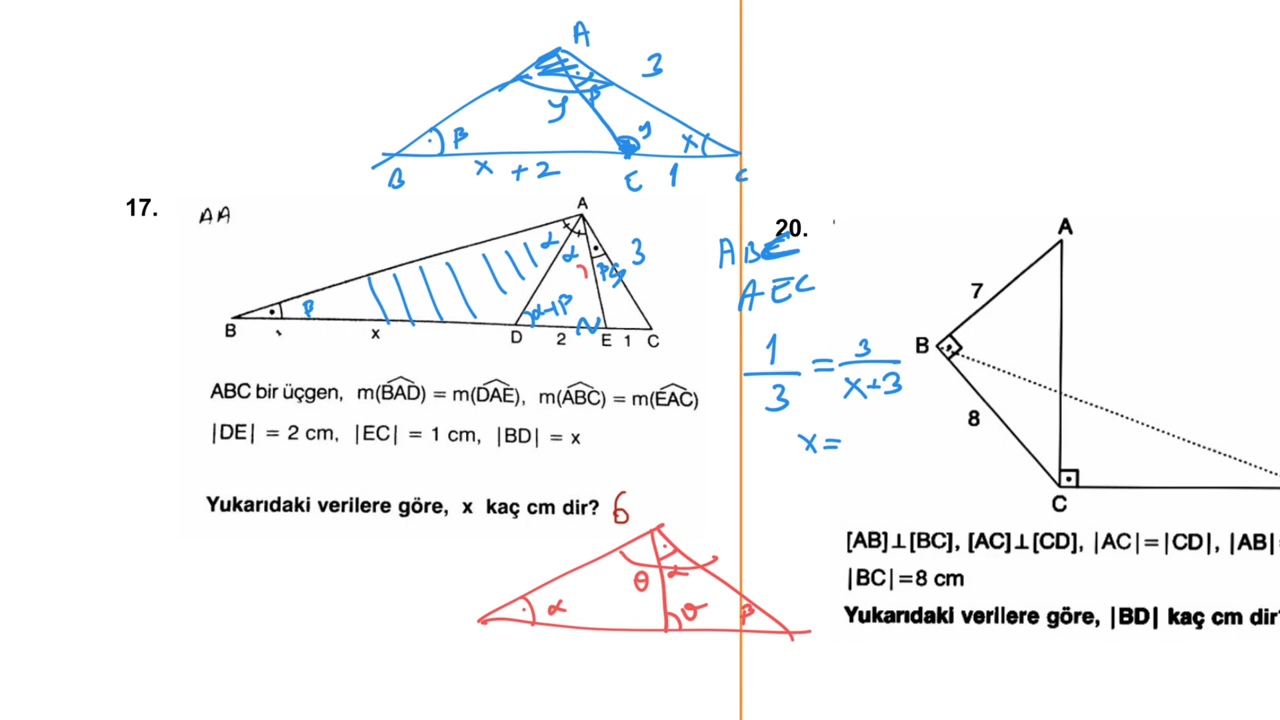 A
3
y
β
β
y
x
B
x + 2
E
1
C
17.
AA
A
α
α
3
β
β
α+β
B
x
D
2
E
1
C
ABC bir üçgen, m(BAD) = m(DAE), m(ABC) = m(EAC)
|DE| = 2 cm, |EC| = 1 cm, |BD| = x
Yukarıdaki verilere göre, x kaç cm dir? 6
θ
α
α
β
ABE
AEC
1/3 = 3/x+3
x =
20.
A
7
B
8
C
[AB]⊥[BC], [AC]⊥[CD], |AC|=|CD|, |AB|
|BC|=8 cm
Yukarıdaki verilere göre, |BD| kaç cm dir